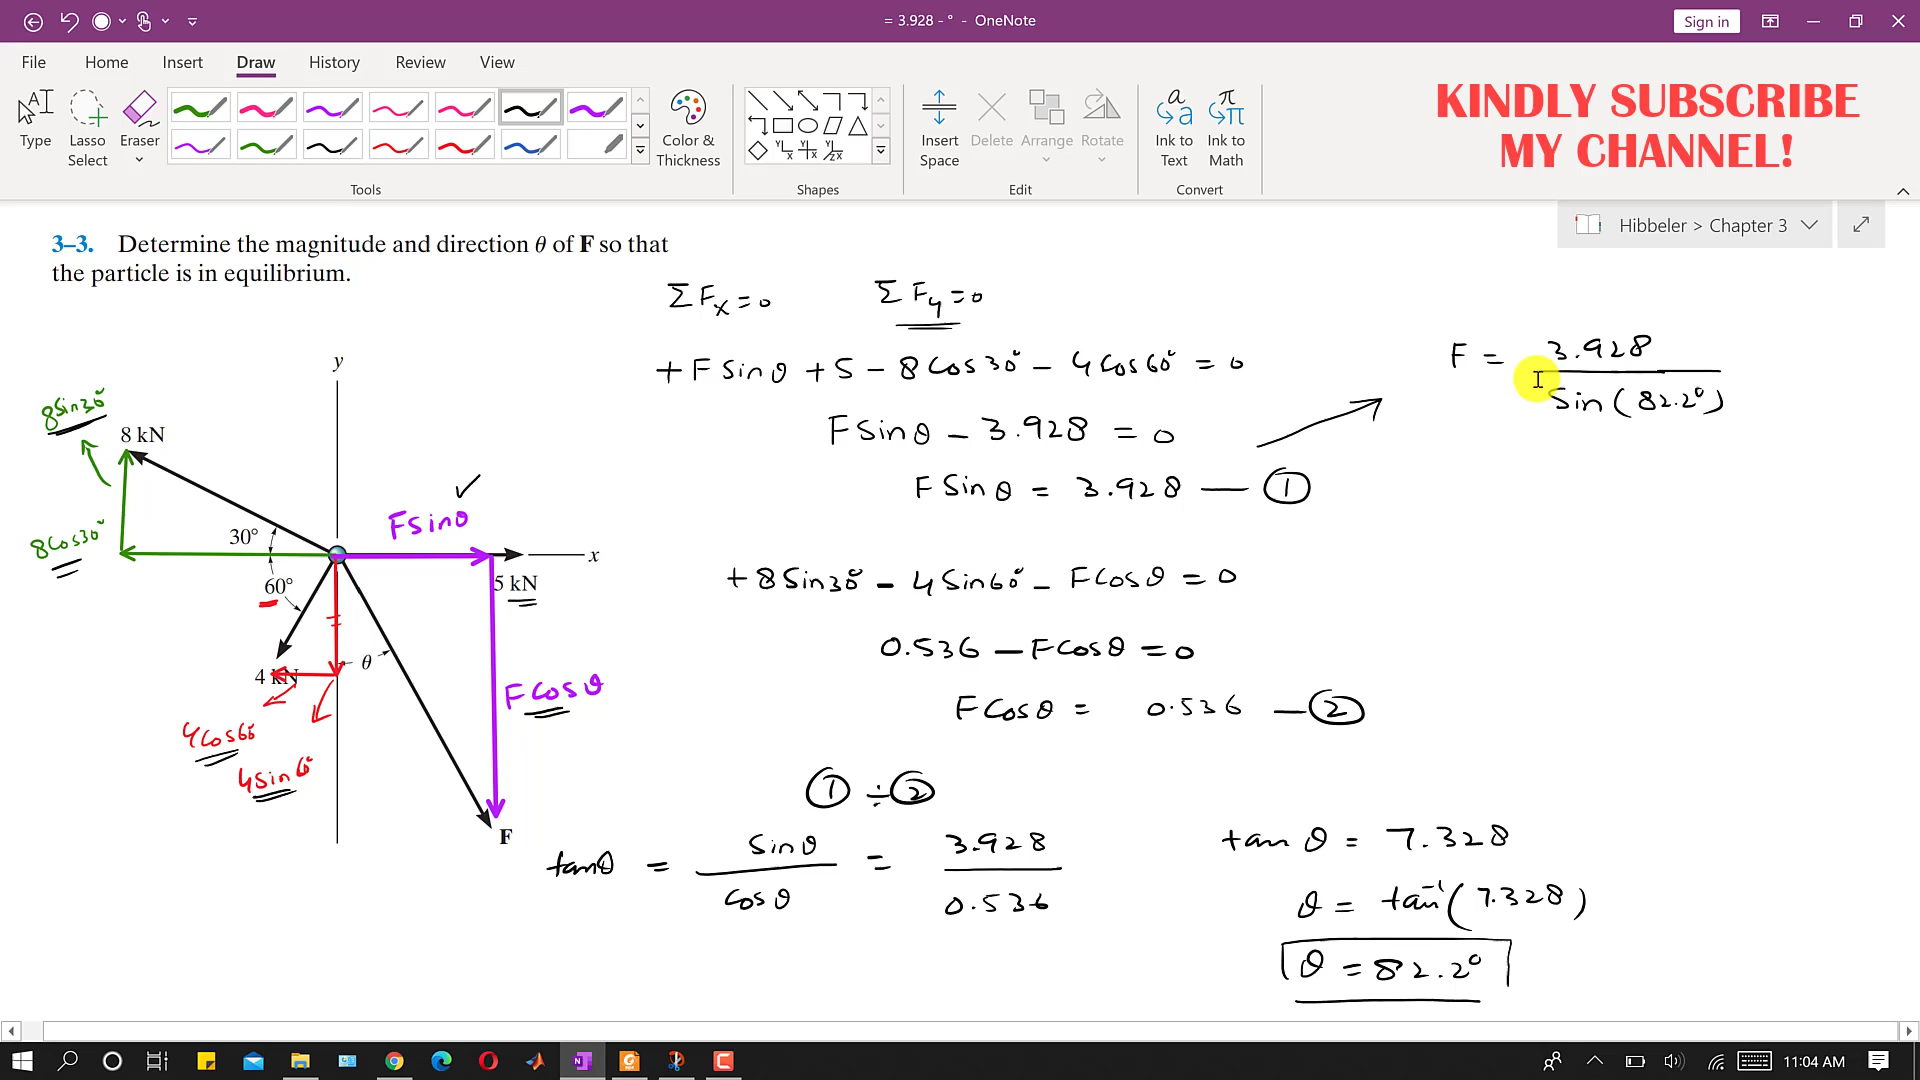 = 3.928 - ° - OneNote
Sign in
File Home Insert Draw History Review View
Type
Lasso Select
Eraser
Color & Thickness
Insert Space
Delete
Arrange
Rotate
Ink to Text
Ink to Math
Tools
Shapes
Edit
Convert
KINDLY SUBSCRIBE
MY CHANNEL!
Hibbeler > Chapter 3
3–3. Determine the magnitude and direction θ of F so that
the particle is in equilibrium.
ΣFx = 0
ΣFy = 0
+ F sin θ + 5 - 8 cos 30° - 4 cos 60° = 0
F sin θ - 3.928 = 0
F sin θ = 3.928 — ①
F = 3.928 / sin (82.2°)
+ 8 sin 30° - 4 sin 60° - F cos θ = 0
0.536 - F cos θ = 0
F cos θ = 0.536 — ②
① ÷ ②
tan θ = sin θ / cos θ = 3.928 / 0.536
tan θ = 7.328
θ = tan⁻¹ (7.328)
θ = 82.2°
y
8 sin 30°
8 kN
8 cos 30°
30°
F sin θ
x
60°
5 kN
4 kN
θ
F cos θ
4 cos 60°
4 sin 60°
F
11:04 AM